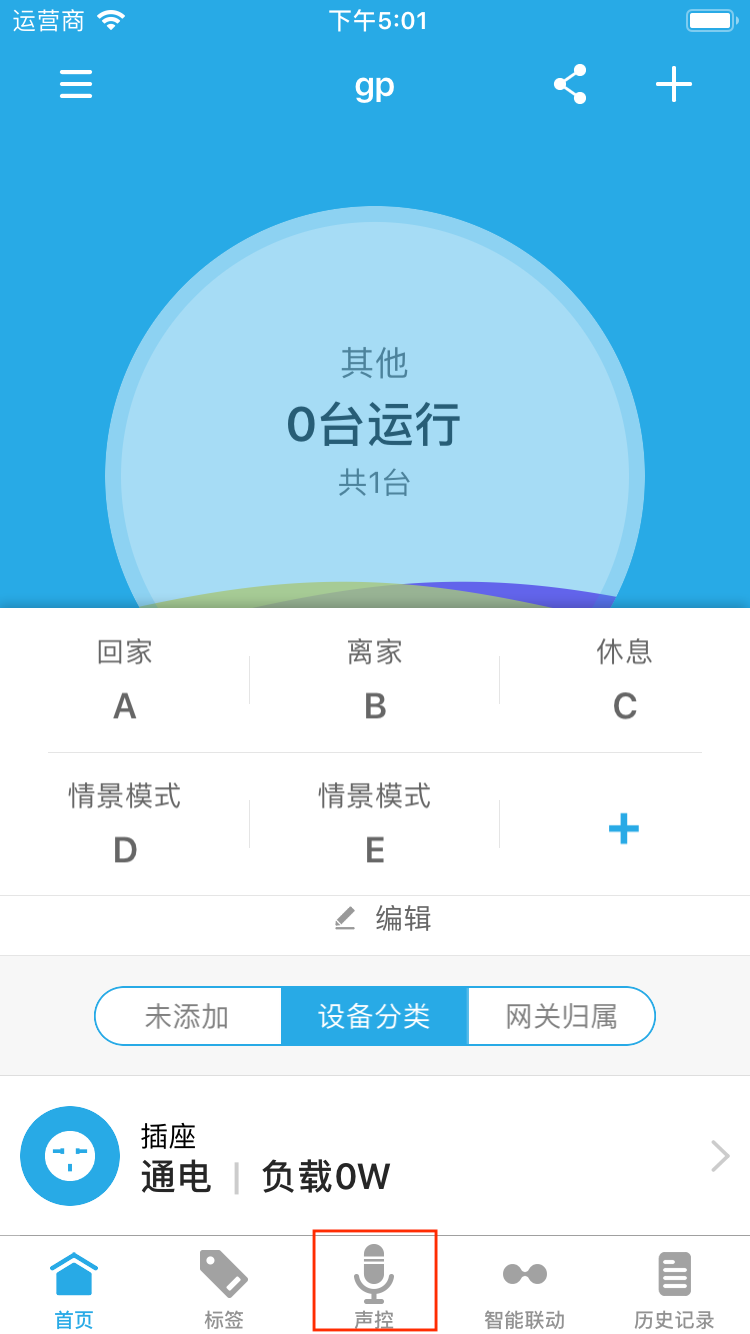 运营商 下午5:01
gp
其他
0台运行
共1台
回家 离家 休息
A B C
情景模式 情景模式
D E
编辑
未添加 设备分类 网关归属
插座
通电 | 负载0W
首页 标签 声控 智能联动 历史记录